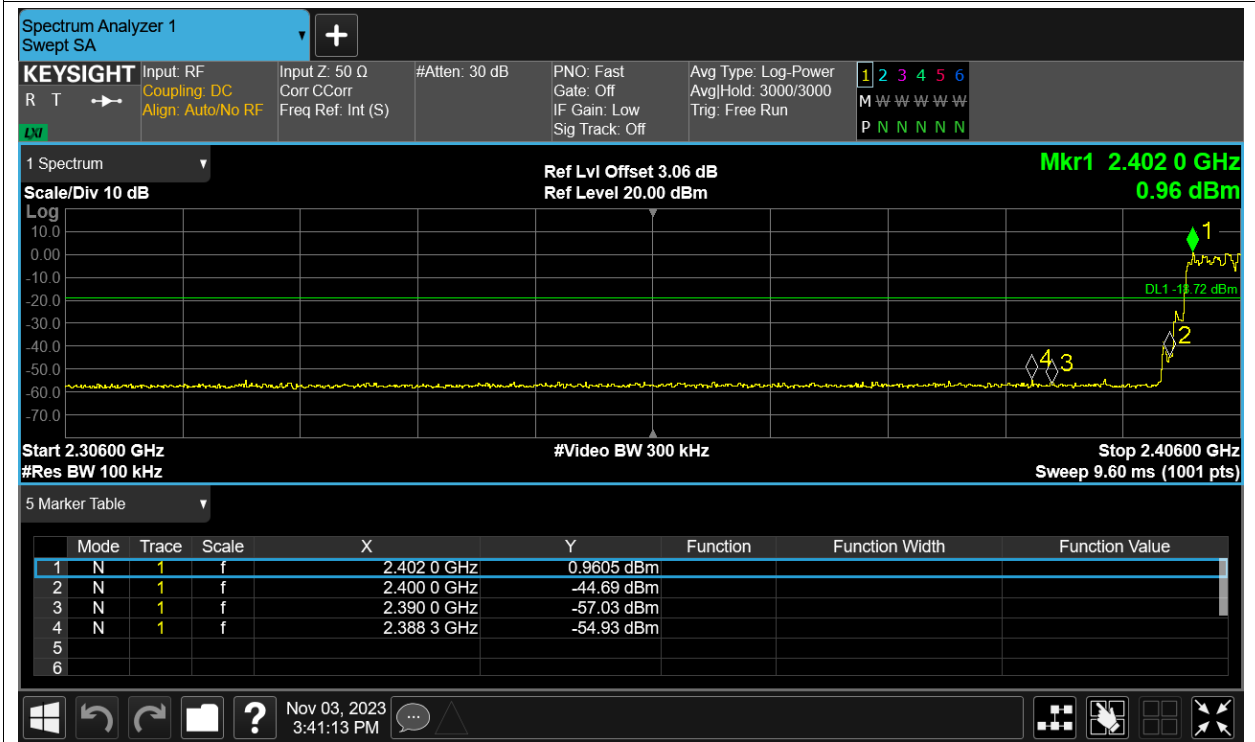 Spectrum Analyzer 1
Swept SA
+
KEYSIGHT Input: RF Input Z: 50 Ω #Atten: 30 dB PNO: Fast Avg Type: Log-Power 1 2 3 4 5 6
R T Coupling: DC Corr CCorr Gate: Off Avg|Hold: 3000/3000 M W W W W W
Align: Auto/No RF Freq Ref: Int (S) IF Gain: Low Trig: Free Run
LXI Sig Track: Off P N N N N N
1 Spectrum Ref Lvl Offset 3.06 dB Mkr1 2.402 0 GHz
Scale/Div 10 dB Ref Level 20.00 dBm 0.96 dBm
Log
10.0 1
0.00
-10.0
-20.0 DL1 -18.72 dBm
-30.0
-40.0 2
-50.0 4 3
-60.0
-70.0
Start 2.30600 GHz #Video BW 300 kHz Stop 2.40600 GHz
#Res BW 100 kHz Sweep 9.60 ms (1001 pts)
5 Marker Table
Mode Trace Scale X Y Function Function Width Function Value
1 N 1 f 2.402 0 GHz 0.9605 dBm
2 N 1 f 2.400 0 GHz -44.69 dBm
3 N 1 f 2.390 0 GHz -57.03 dBm
4 N 1 f 2.388 3 GHz -54.93 dBm
5
6
? Nov 03, 2023
3:41:13 PM